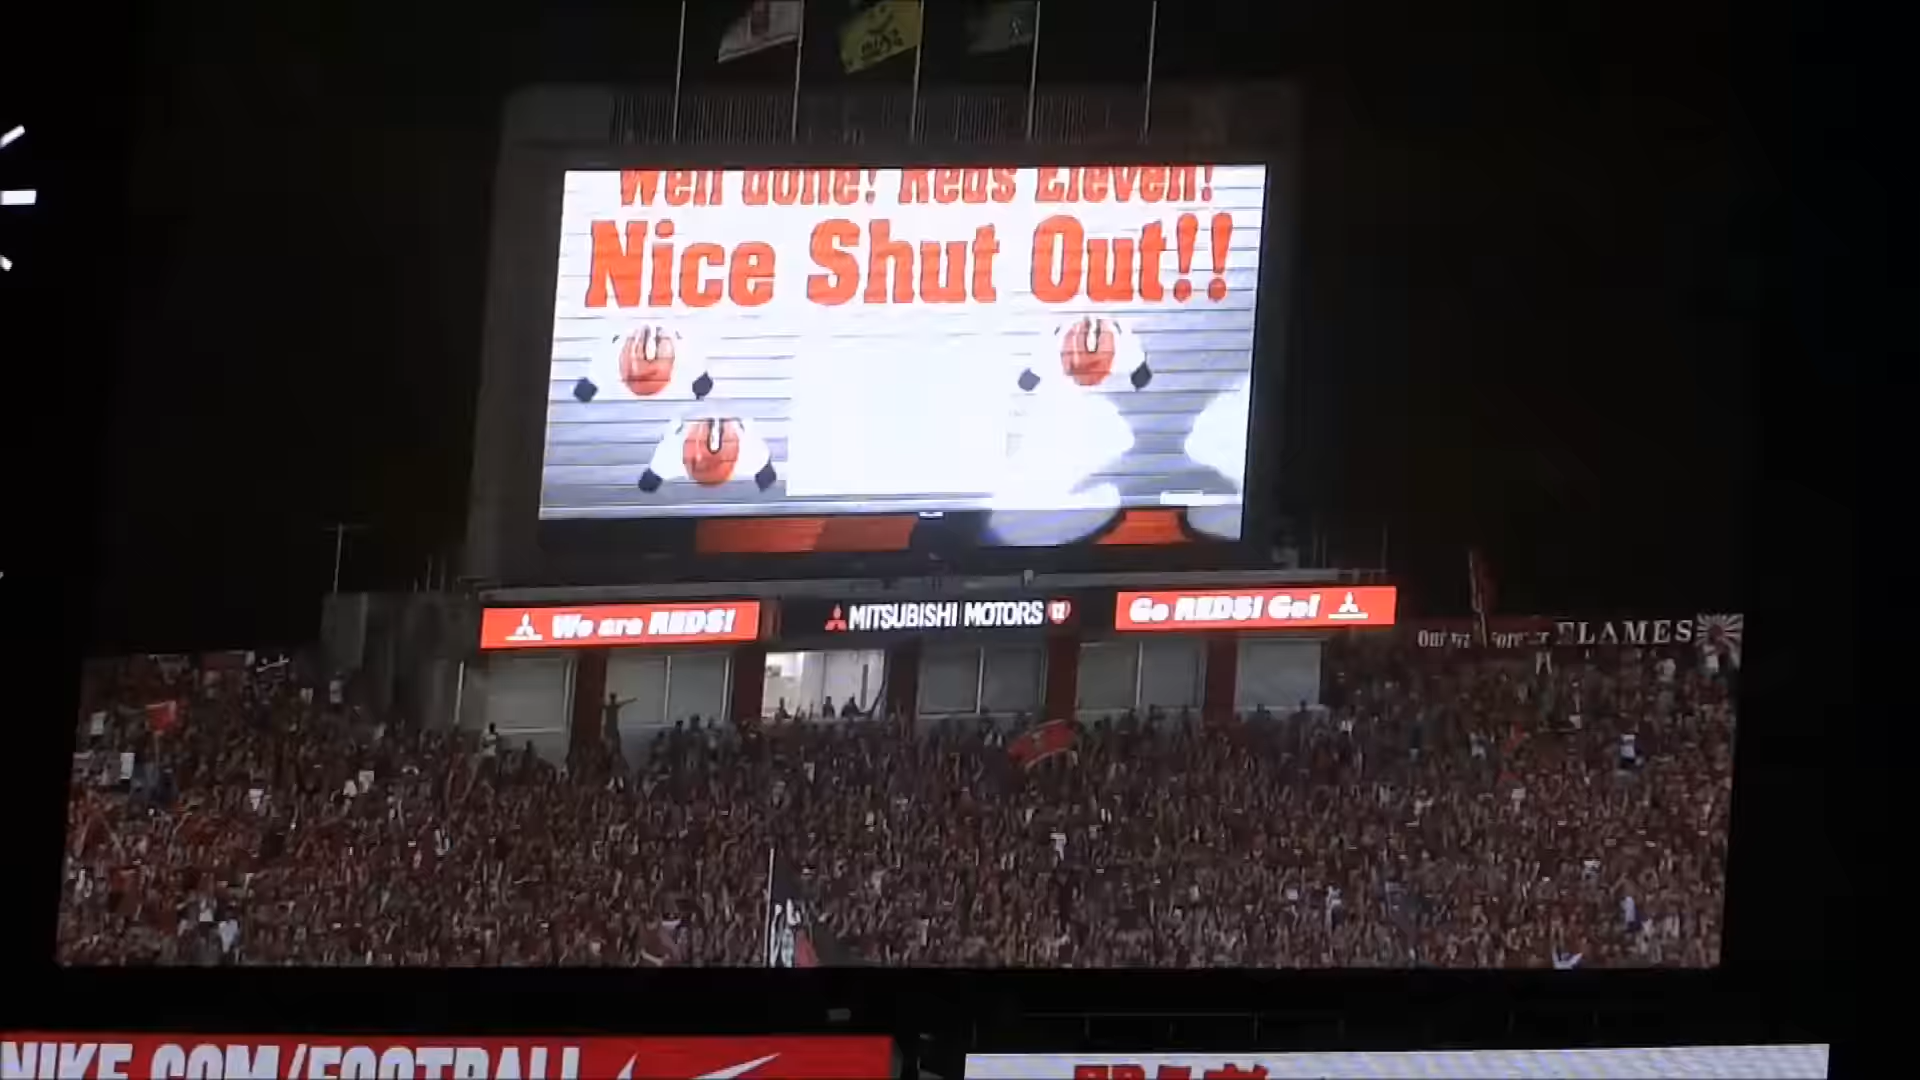 Well done! Reds Eleven!
Nice Shut Out!!
We are REDS!
MITSUBISHI MOTORS
Go REDS! Go!
FLAMES
NIKE.COM/FOOTBALL